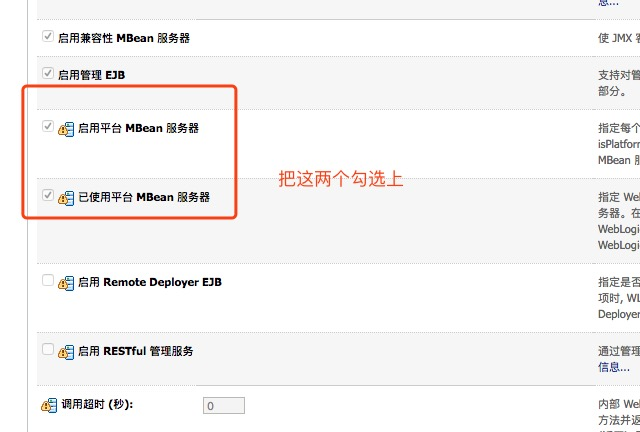 息...
启用兼容性 MBean 服务器
使 JMX 客
启用管理 EJB
支持对管
部分。
启用平台 MBean 服务器
指定每个
isPlatform
MBean 服
把这两个勾选上
已使用平台 MBean 服务器
指定 Web
务器。在
WebLogi
WebLogi
启用 Remote Deployer EJB
指定是否
项时, WL
Deployer
启用 RESTful 管理服务
通过管理
信息...
调用超时 (秒):
0
内部 Web
方法并返